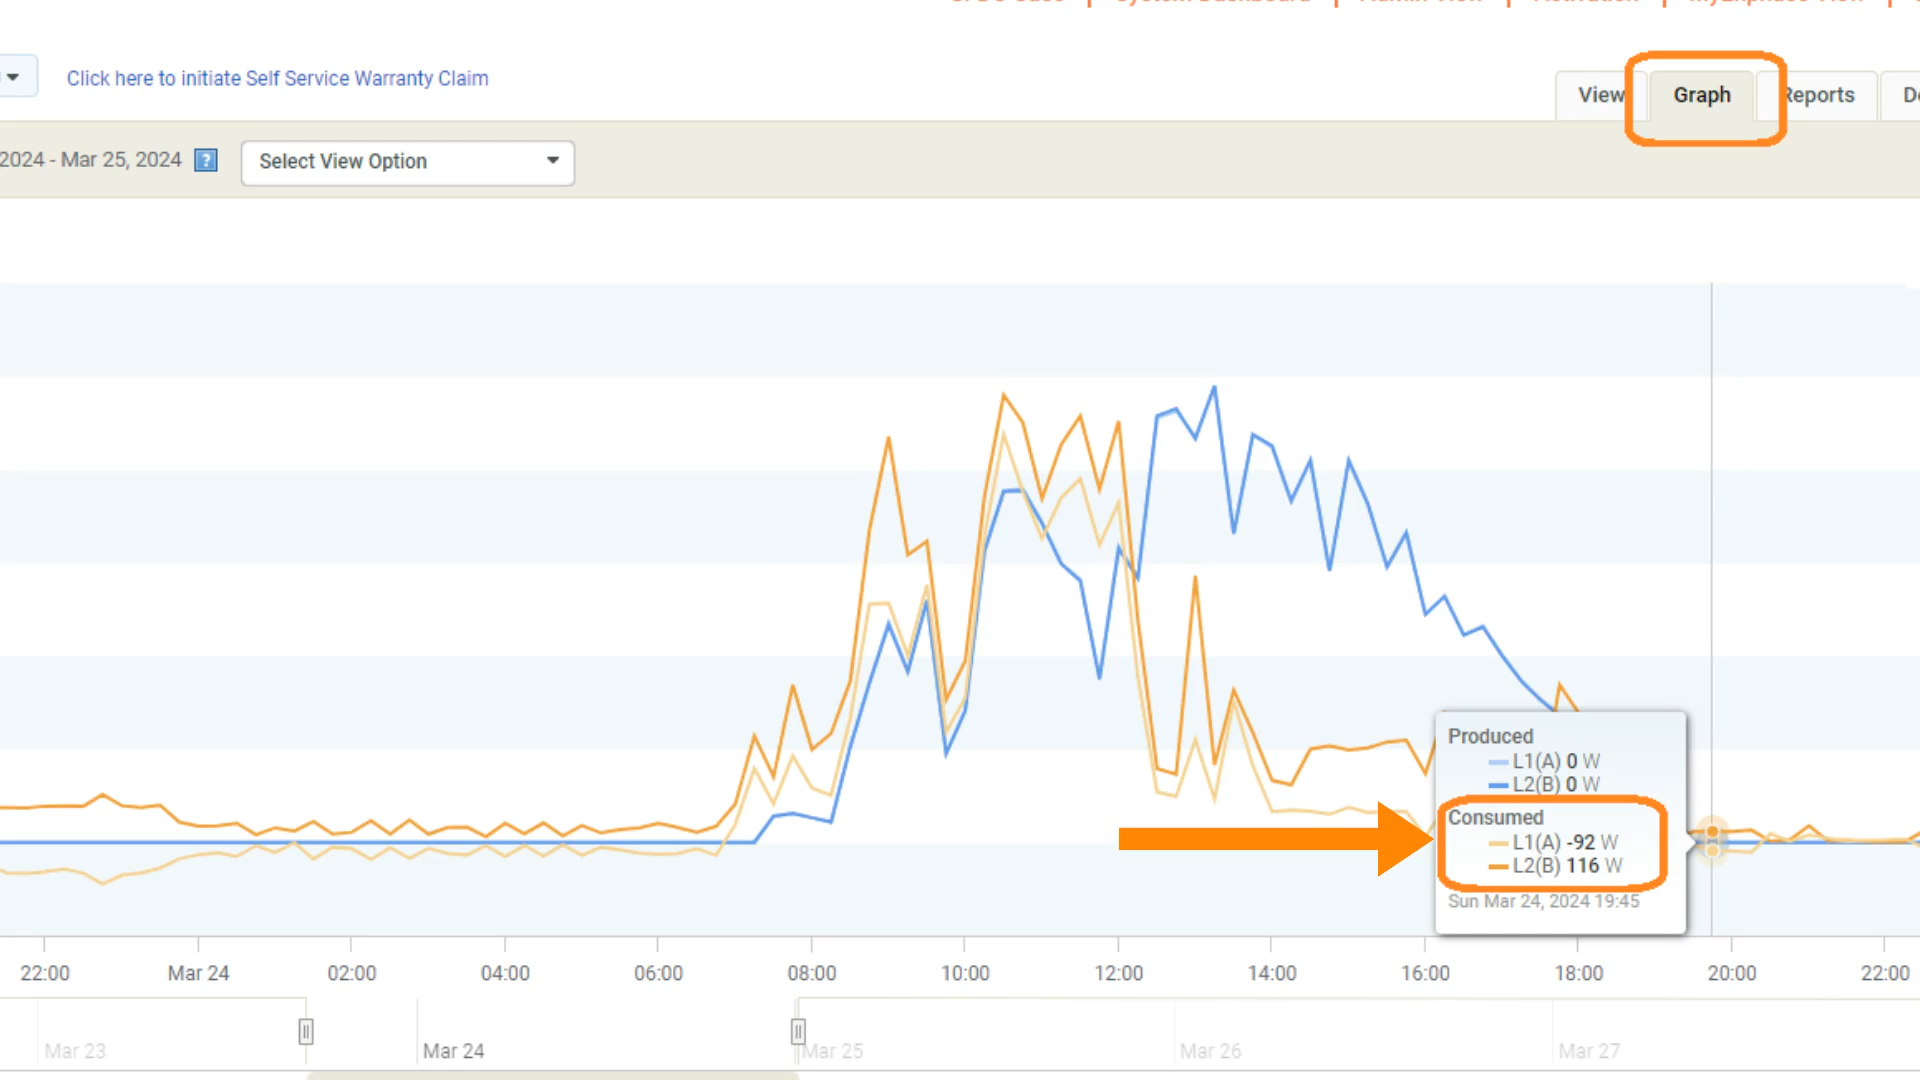 Click here to initiate Self Service Warranty Claim
View
Graph
Reports
2024 - Mar 25, 2024
?
Select View Option
Produced
L1(A) 0 W
L2(B) 0 W
Consumed
L1(A) -92 W
L2(B) 116 W
Sun Mar 24, 2024 19:45
22:00 Mar 24 02:00 04:00 06:00 08:00 10:00 12:00 14:00 16:00 18:00 20:00 22:00
Mar 23 Mar 24 Mar 25 Mar 26 Mar 27